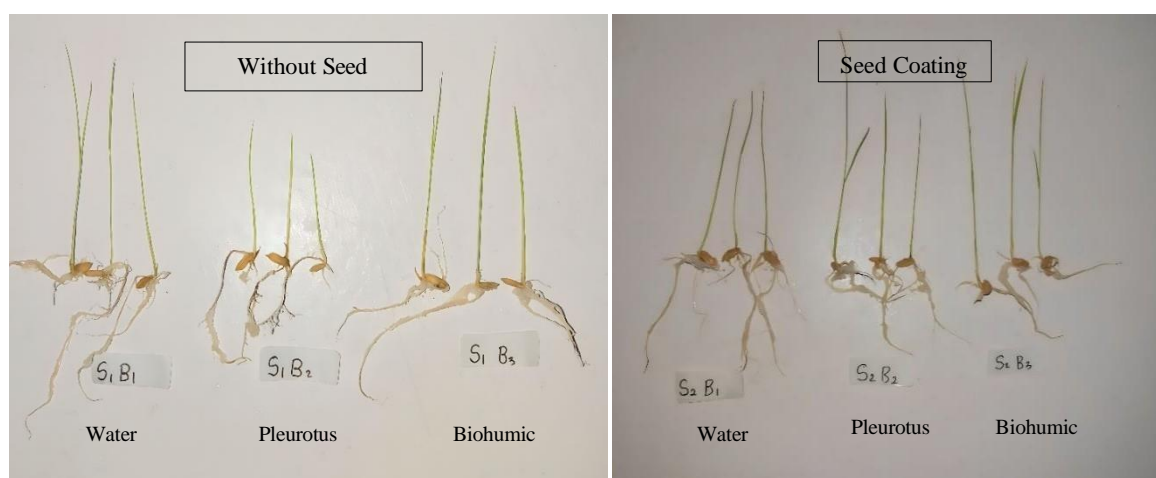 Without Seed
S1 B1
S1 B2
S1 B3
Water
Pleurotus
Biohumic
Seed Coating
S2 B1
S2 B2
S2 B3
Water
Pleurotus
Biohumic